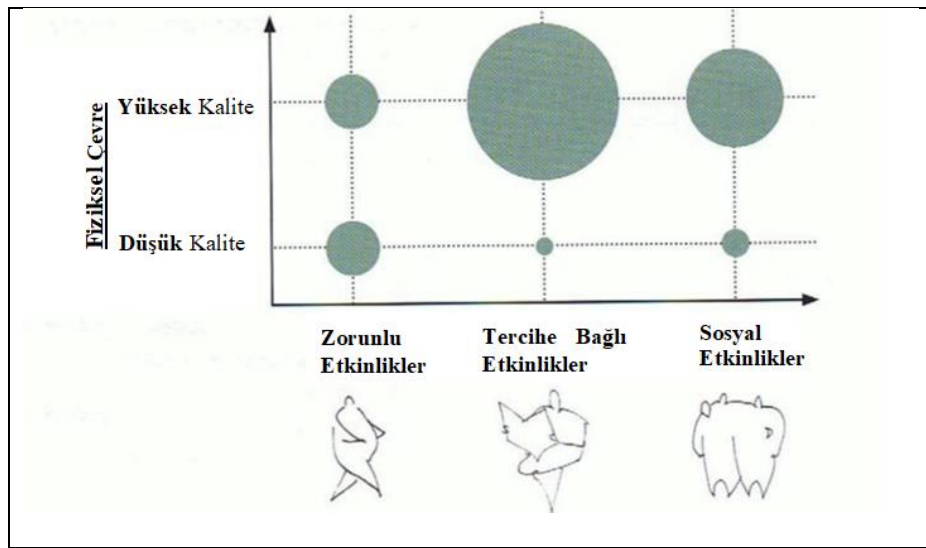 Fiziksel Çevre
Yüksek Kalite
Düşük Kalite
Zorunlu
Etkinlikler
Tercihe Bağlı
Etkinlikler
Sosyal
Etkinlikler